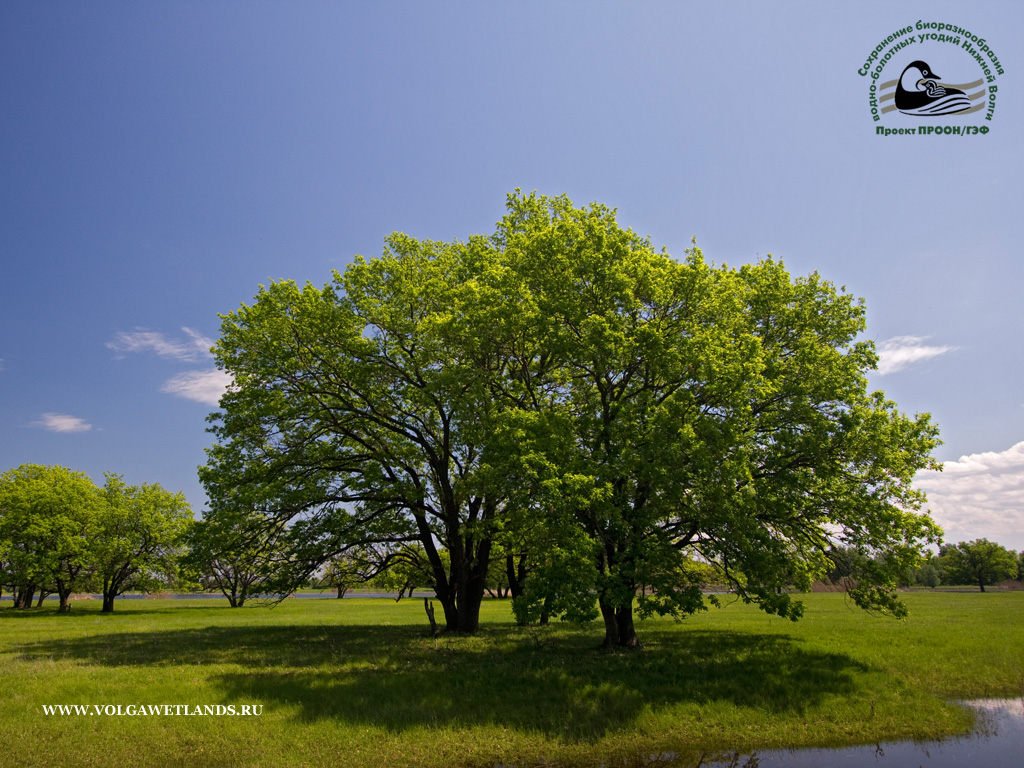 Сохранение биоразнообразия
водно-болотных угодий Нижней Волги
Проект ПРООН/ГЭФ
WWW.VOLGAWETLANDS.RU